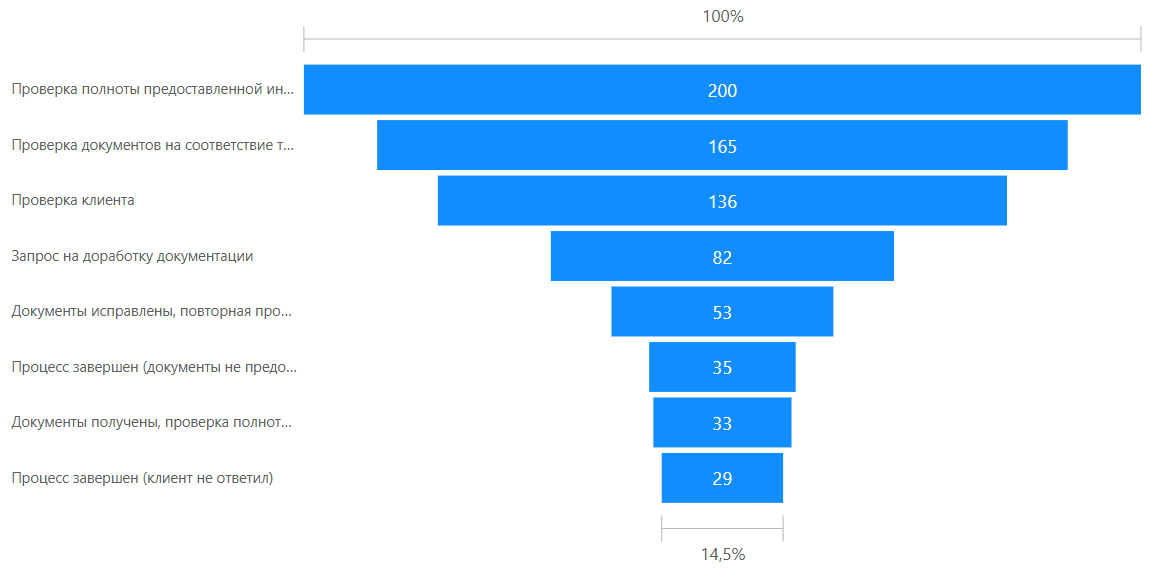 100%
Проверка полноты предоставленной ин...
200
Проверка документов на соответствие т...
165
Проверка клиента
136
Запрос на доработку документации
82
Документы исправлены, повторная про...
53
Процесс завершен (документы не предо...
35
Документы получены, проверка полнот...
33
Процесс завершен (клиент не ответил)
29
14,5%